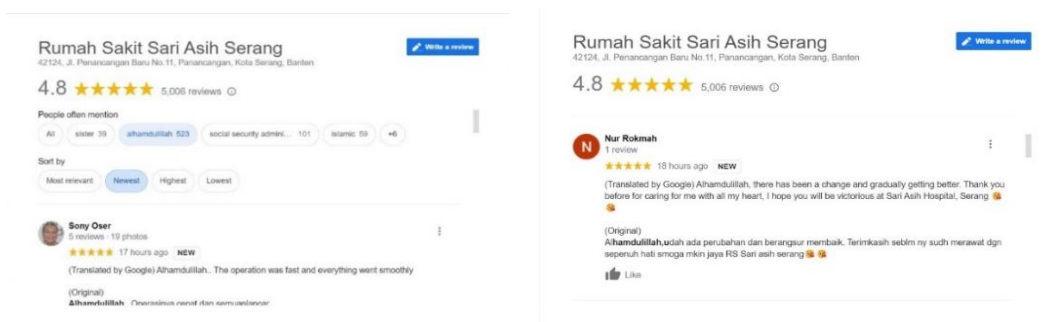 Rumah Sakit Sari Asih Serang
Write a review
42124, Jl. Penancangan Baru No.11, Panancangan, Kota Serang, Banten
4.8
5,006 reviews
People often mention
All
sister 39
alhamdulillah 523
social security admini... 101
islamic 59
+6
Sort by
Most relevant
Newest
Highest
Lowest
Sony Oser
5 reviews · 19 photos
17 hours ago NEW
(Translated by Google) Alhamdulillah.. The operation was fast and everything went smoothly
(Original)
Alhamdulillah.. Operasinya cepat dan semuanlancar
Rumah Sakit Sari Asih Serang
Write a review
42124, Jl. Penancangan Baru No.11, Panancangan, Kota Serang, Banten
4.8
5,006 reviews
N
Nur Rokmah
1 review
18 hours ago NEW
(Translated by Google) Alhamdulillah, there has been a change and gradually getting better. Thank you
before for caring for me with all my heart, I hope you will be victorious at Sari Asih Hospital, Serang
(Original)
Alhamdulillah,udah ada perubahan dan berangsur membaik. Terimkasih seblm ny sudh merawat dgn
sepenuh hati smoga mkin jaya RS Sari asih serang
Like